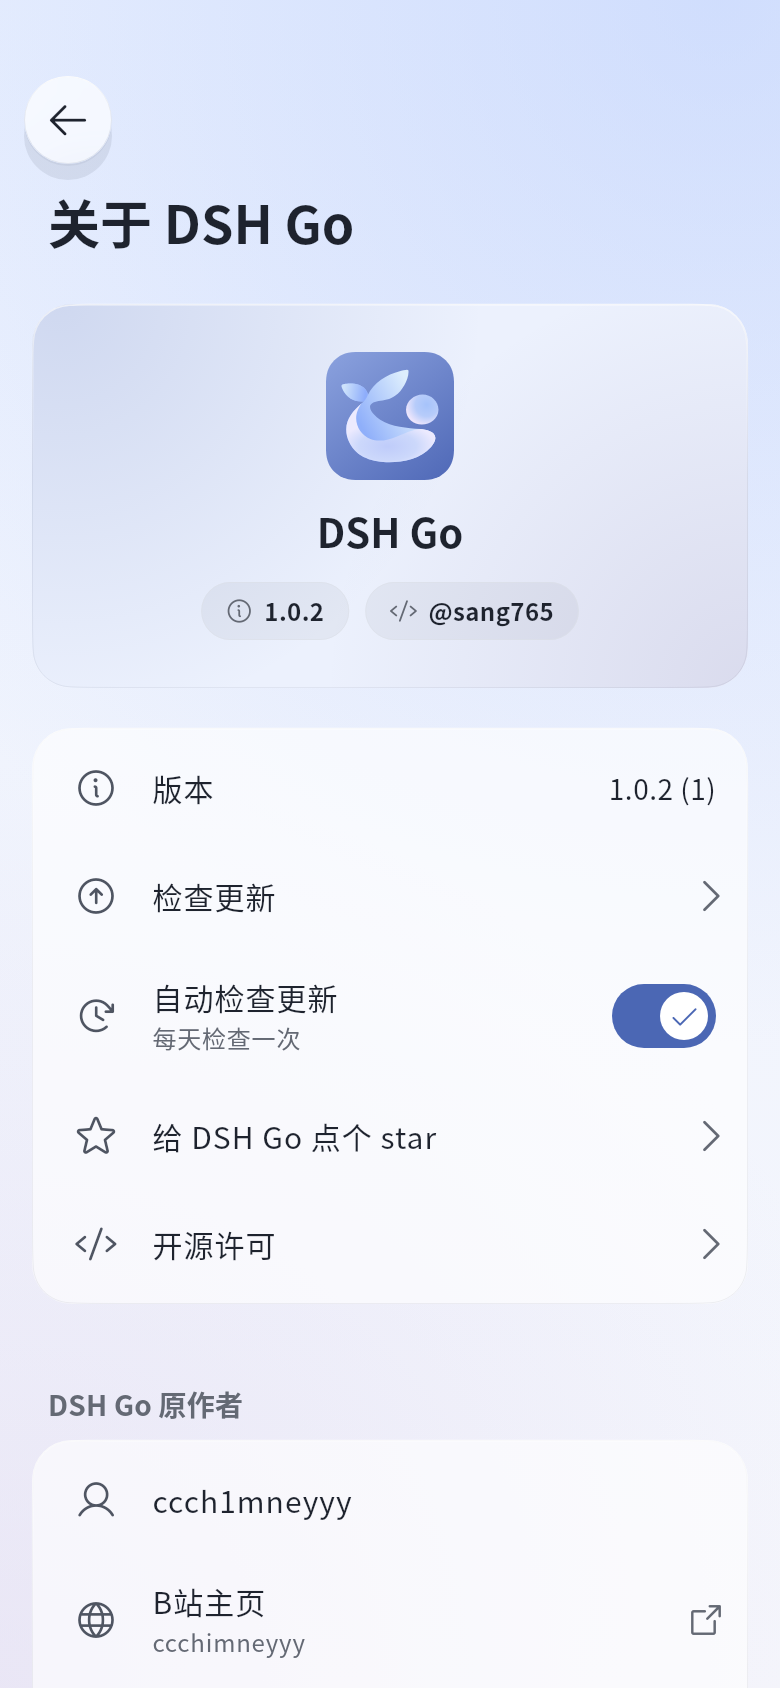 关于 DSH Go
DSH Go
1.0.2
@sang765
版本
1.0.2 (1)
检查更新
自动检查更新
每天检查一次
给 DSH Go 点个 star
开源许可
DSH Go 原作者
ccch1mneyyy
B站主页
ccchimneyyy